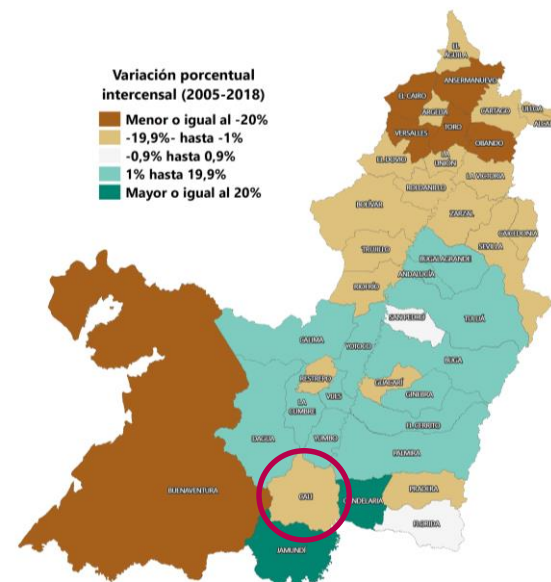 Variación porcentual
intercensal (2005-2018)
Menor o igual al -20%
-19,9%- hasta -1%
-0,9% hasta 0,9%
1% hasta 19,9%
Mayor o igual al 20%
EL
ÁGUILA
ANSERMANUEVO
EL CAIRO
ARGELIA
CARTAGO
ULLOA
VERSALLES
TORO
OBANDO
EL DOVIO
LA
UNIÓN
LA VICTORIA
ROLDANILLO
BOLÍVAR
ZARZAL
CAICEDONIA
SEVILLA
TRUJILLO
BUGALAGRANDE
ANDALUCÍA
RIOFRÍO
SAN PEDRO
TULUÁ
CALIMA
YOTOCO
BUGA
RESTREPO
GUACARÍ
GINEBRA
LA
CUMBRE
VIJES
EL CERRITO
DAGUA
YUMBO
PALMIRA
BUENAVENTURA
CALI
CANDELARIA
PRADERA
FLORIDA
JAMUNDÍ